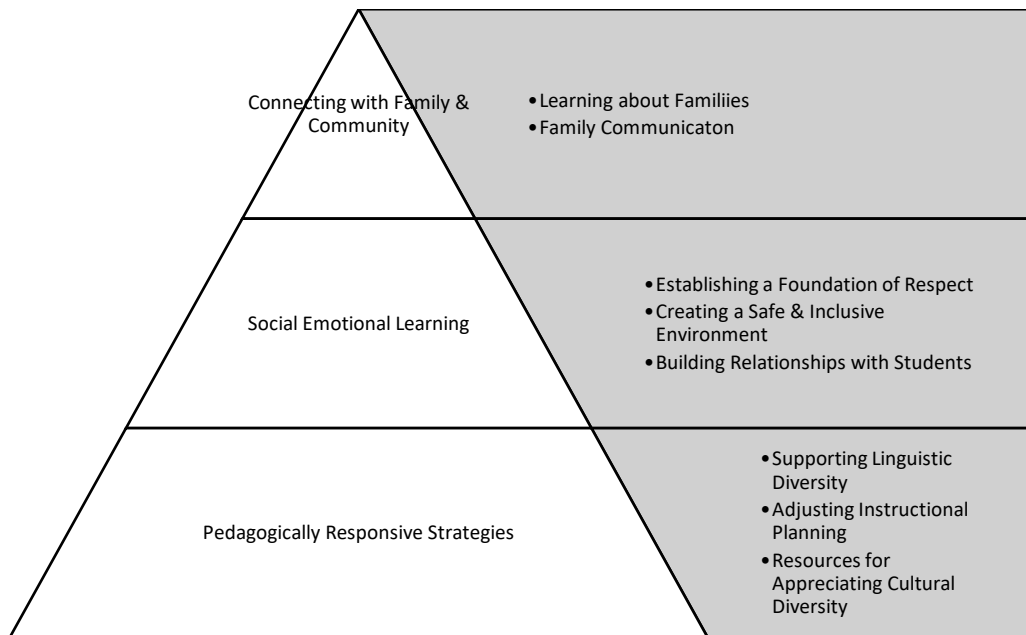 Connecting with Family &
Community
•Learning about Familiies
•Family Communicaton
Social Emotional Learning
•Establishing a Foundation of Respect
•Creating a Safe & Inclusive
Environment
•Building Relationships with Students
Pedagogically Responsive Strategies
•Supporting Linguistic
Diversity
•Adjusting Instructional
Planning
•Resources for
Appreciating Cultural
Diversity